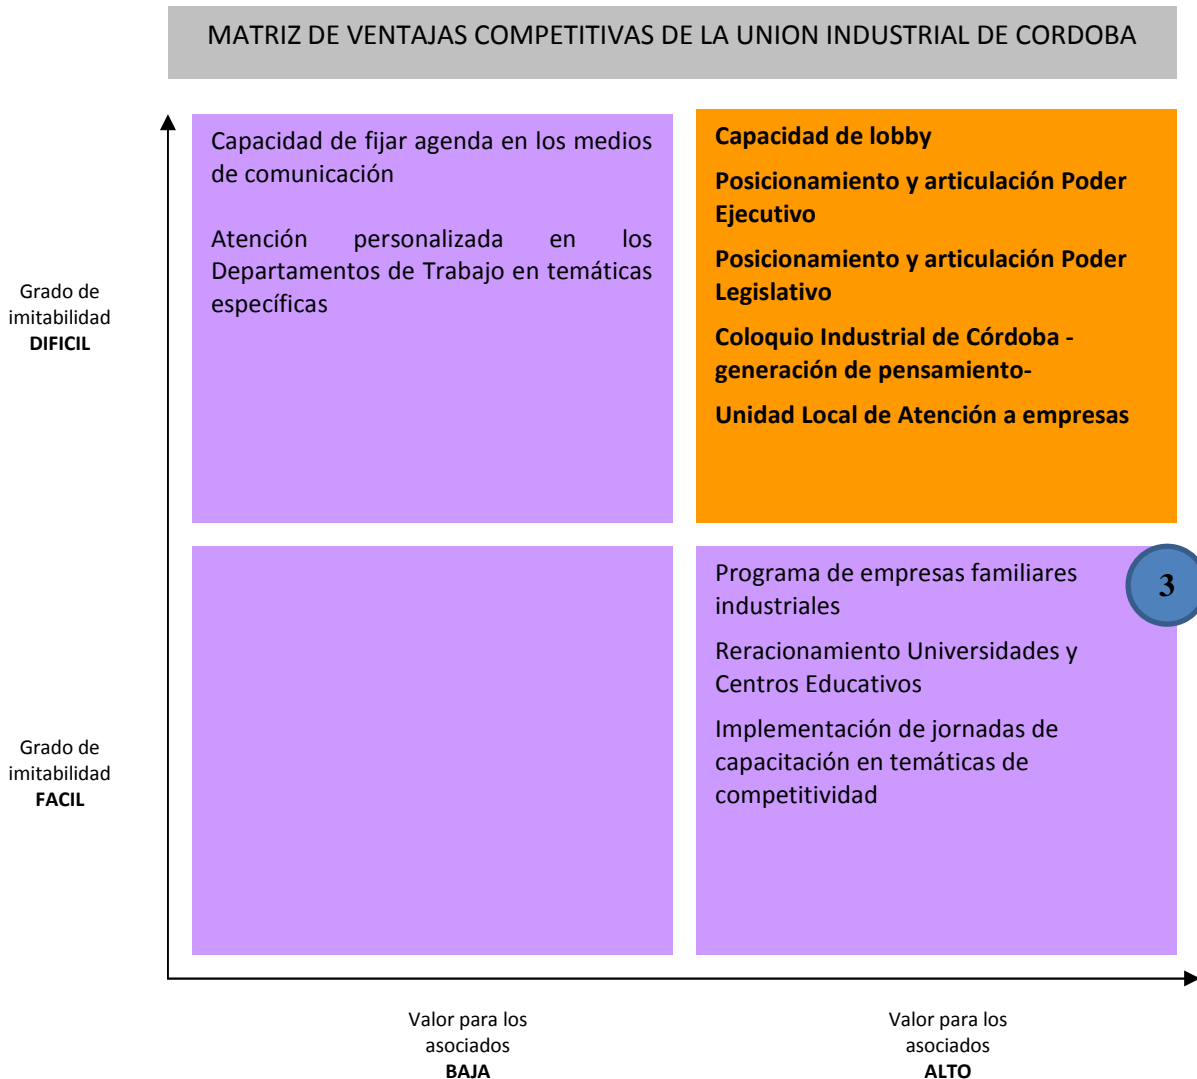 MATRIZ DE VENTAJAS COMPETITIVAS DE LA UNION INDUSTRIAL DE CORDOBA
Grado de
imitabilidad
DIFICIL
Capacidad de fijar agenda en los medios
de comunicación
Atención personalizada en los
Departamentos de Trabajo en temáticas
específicas
Capacidad de lobby
Posicionamiento y articulación Poder
Ejecutivo
Posicionamiento y articulación Poder
Legislativo
Coloquio Industrial de Córdoba -
generación de pensamiento-
Unidad Local de Atención a empresas
Grado de
imitabilidad
FACIL
Programa de empresas familiares
industriales
Reracionamiento Universidades y
Centros Educativos
Implementación de jornadas de
capacitación en temáticas de
competitividad
3
Valor para los
asociados
BAJA
Valor para los
asociados
ALTO